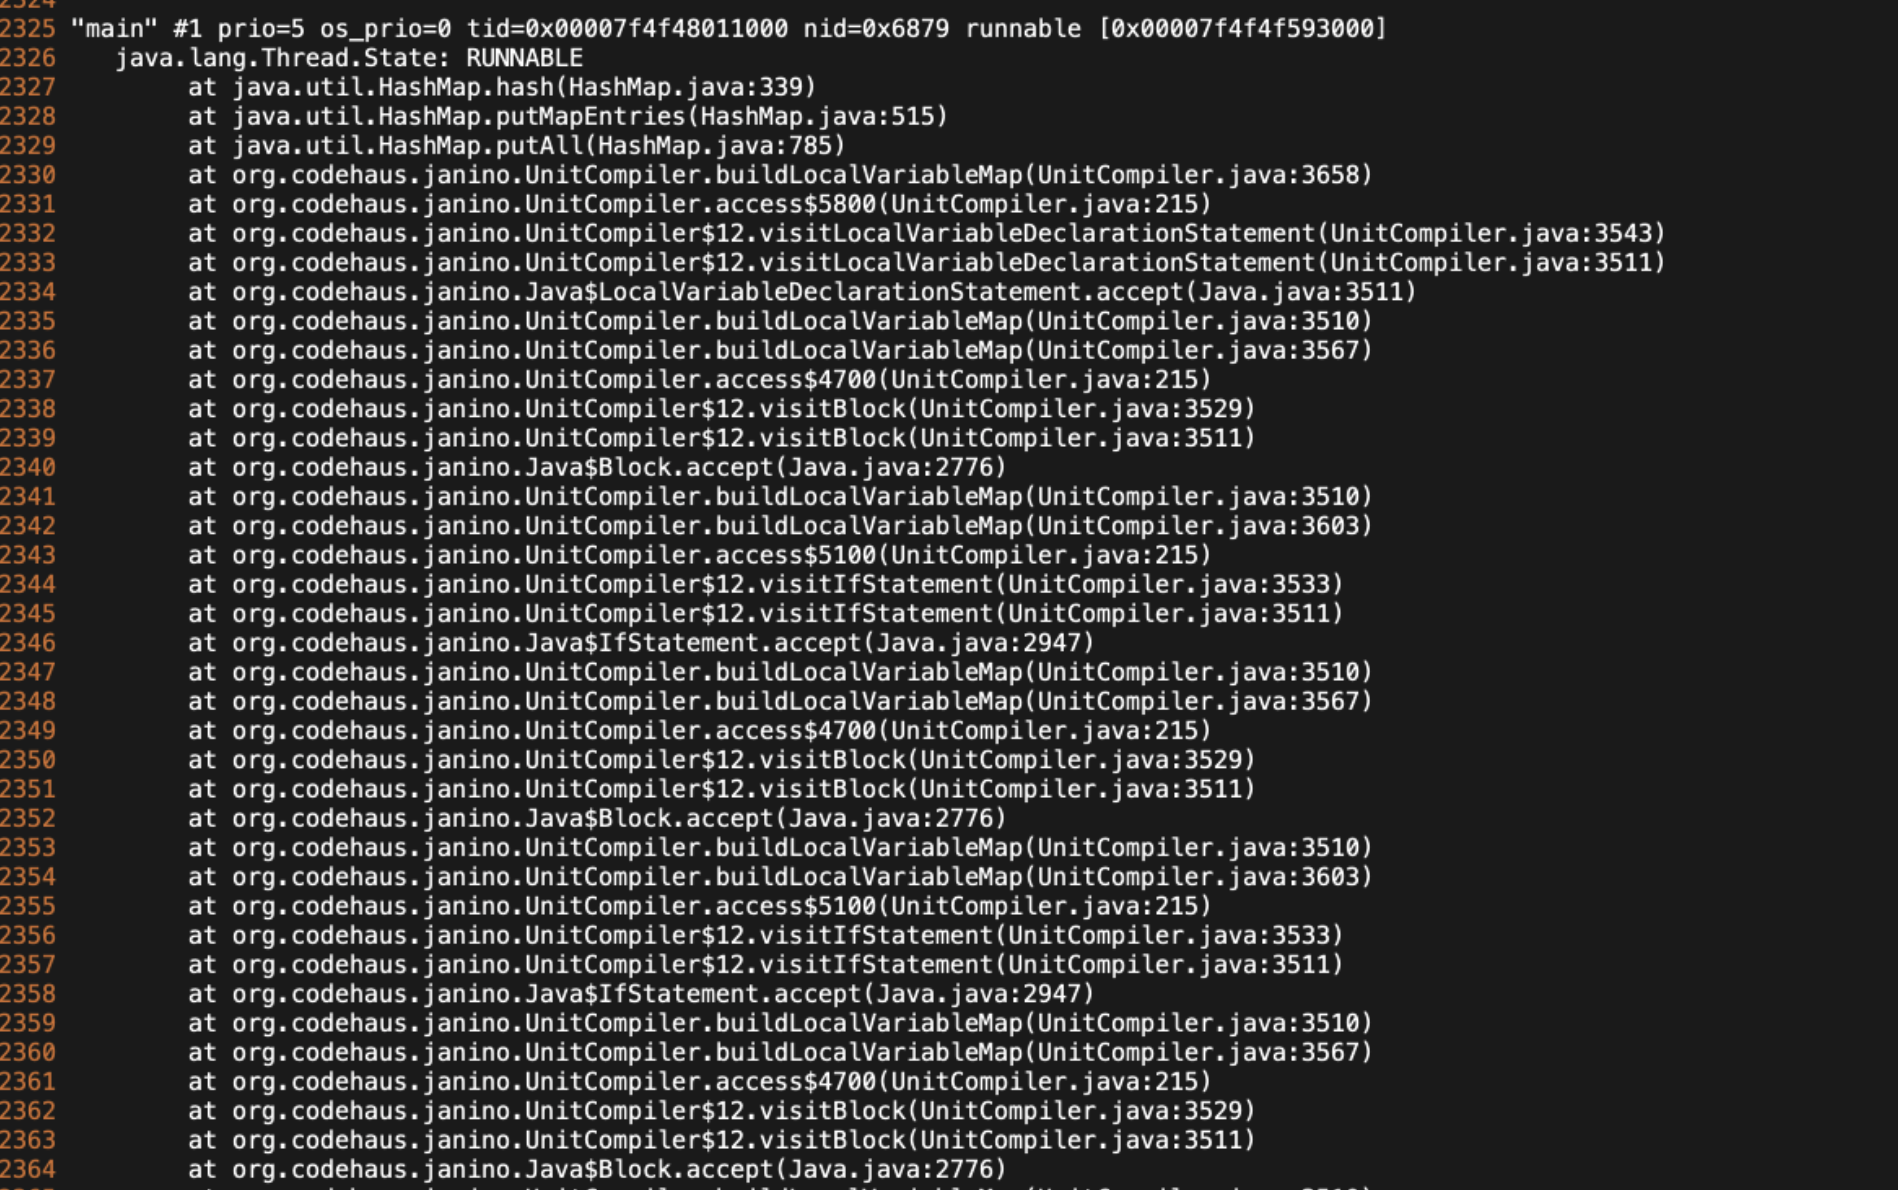 2324
2325 "main" #1 prio=5 os_prio=0 tid=0x00007f4f48011000 nid=0x6879 runnable [0x00007f4f4f593000]
2326    java.lang.Thread.State: RUNNABLE
2327         at java.util.HashMap.hash(HashMap.java:339)
2328         at java.util.HashMap.putMapEntries(HashMap.java:515)
2329         at java.util.HashMap.putAll(HashMap.java:785)
2330         at org.codehaus.janino.UnitCompiler.buildLocalVariableMap(UnitCompiler.java:3658)
2331         at org.codehaus.janino.UnitCompiler.access$5800(UnitCompiler.java:215)
2332         at org.codehaus.janino.UnitCompiler$12.visitLocalVariableDeclarationStatement(UnitCompiler.java:3543)
2333         at org.codehaus.janino.UnitCompiler$12.visitLocalVariableDeclarationStatement(UnitCompiler.java:3511)
2334         at org.codehaus.janino.Java$LocalVariableDeclarationStatement.accept(Java.java:3511)
2335         at org.codehaus.janino.UnitCompiler.buildLocalVariableMap(UnitCompiler.java:3510)
2336         at org.codehaus.janino.UnitCompiler.buildLocalVariableMap(UnitCompiler.java:3567)
2337         at org.codehaus.janino.UnitCompiler.access$4700(UnitCompiler.java:215)
2338         at org.codehaus.janino.UnitCompiler$12.visitBlock(UnitCompiler.java:3529)
2339         at org.codehaus.janino.UnitCompiler$12.visitBlock(UnitCompiler.java:3511)
2340         at org.codehaus.janino.Java$Block.accept(Java.java:2776)
2341         at org.codehaus.janino.UnitCompiler.buildLocalVariableMap(UnitCompiler.java:3510)
2342         at org.codehaus.janino.UnitCompiler.buildLocalVariableMap(UnitCompiler.java:3603)
2343         at org.codehaus.janino.UnitCompiler.access$5100(UnitCompiler.java:215)
2344         at org.codehaus.janino.UnitCompiler$12.visitIfStatement(UnitCompiler.java:3533)
2345         at org.codehaus.janino.UnitCompiler$12.visitIfStatement(UnitCompiler.java:3511)
2346         at org.codehaus.janino.Java$IfStatement.accept(Java.java:2947)
2347         at org.codehaus.janino.UnitCompiler.buildLocalVariableMap(UnitCompiler.java:3510)
2348         at org.codehaus.janino.UnitCompiler.buildLocalVariableMap(UnitCompiler.java:3567)
2349         at org.codehaus.janino.UnitCompiler.access$4700(UnitCompiler.java:215)
2350         at org.codehaus.janino.UnitCompiler$12.visitBlock(UnitCompiler.java:3529)
2351         at org.codehaus.janino.UnitCompiler$12.visitBlock(UnitCompiler.java:3511)
2352         at org.codehaus.janino.Java$Block.accept(Java.java:2776)
2353         at org.codehaus.janino.UnitCompiler.buildLocalVariableMap(UnitCompiler.java:3510)
2354         at org.codehaus.janino.UnitCompiler.buildLocalVariableMap(UnitCompiler.java:3603)
2355         at org.codehaus.janino.UnitCompiler.access$5100(UnitCompiler.java:215)
2356         at org.codehaus.janino.UnitCompiler$12.visitIfStatement(UnitCompiler.java:3533)
2357         at org.codehaus.janino.UnitCompiler$12.visitIfStatement(UnitCompiler.java:3511)
2358         at org.codehaus.janino.Java$IfStatement.accept(Java.java:2947)
2359         at org.codehaus.janino.UnitCompiler.buildLocalVariableMap(UnitCompiler.java:3510)
2360         at org.codehaus.janino.UnitCompiler.buildLocalVariableMap(UnitCompiler.java:3567)
2361         at org.codehaus.janino.UnitCompiler.access$4700(UnitCompiler.java:215)
2362         at org.codehaus.janino.UnitCompiler$12.visitBlock(UnitCompiler.java:3529)
2363         at org.codehaus.janino.UnitCompiler$12.visitBlock(UnitCompiler.java:3511)
2364         at org.codehaus.janino.Java$Block.accept(Java.java:2776)